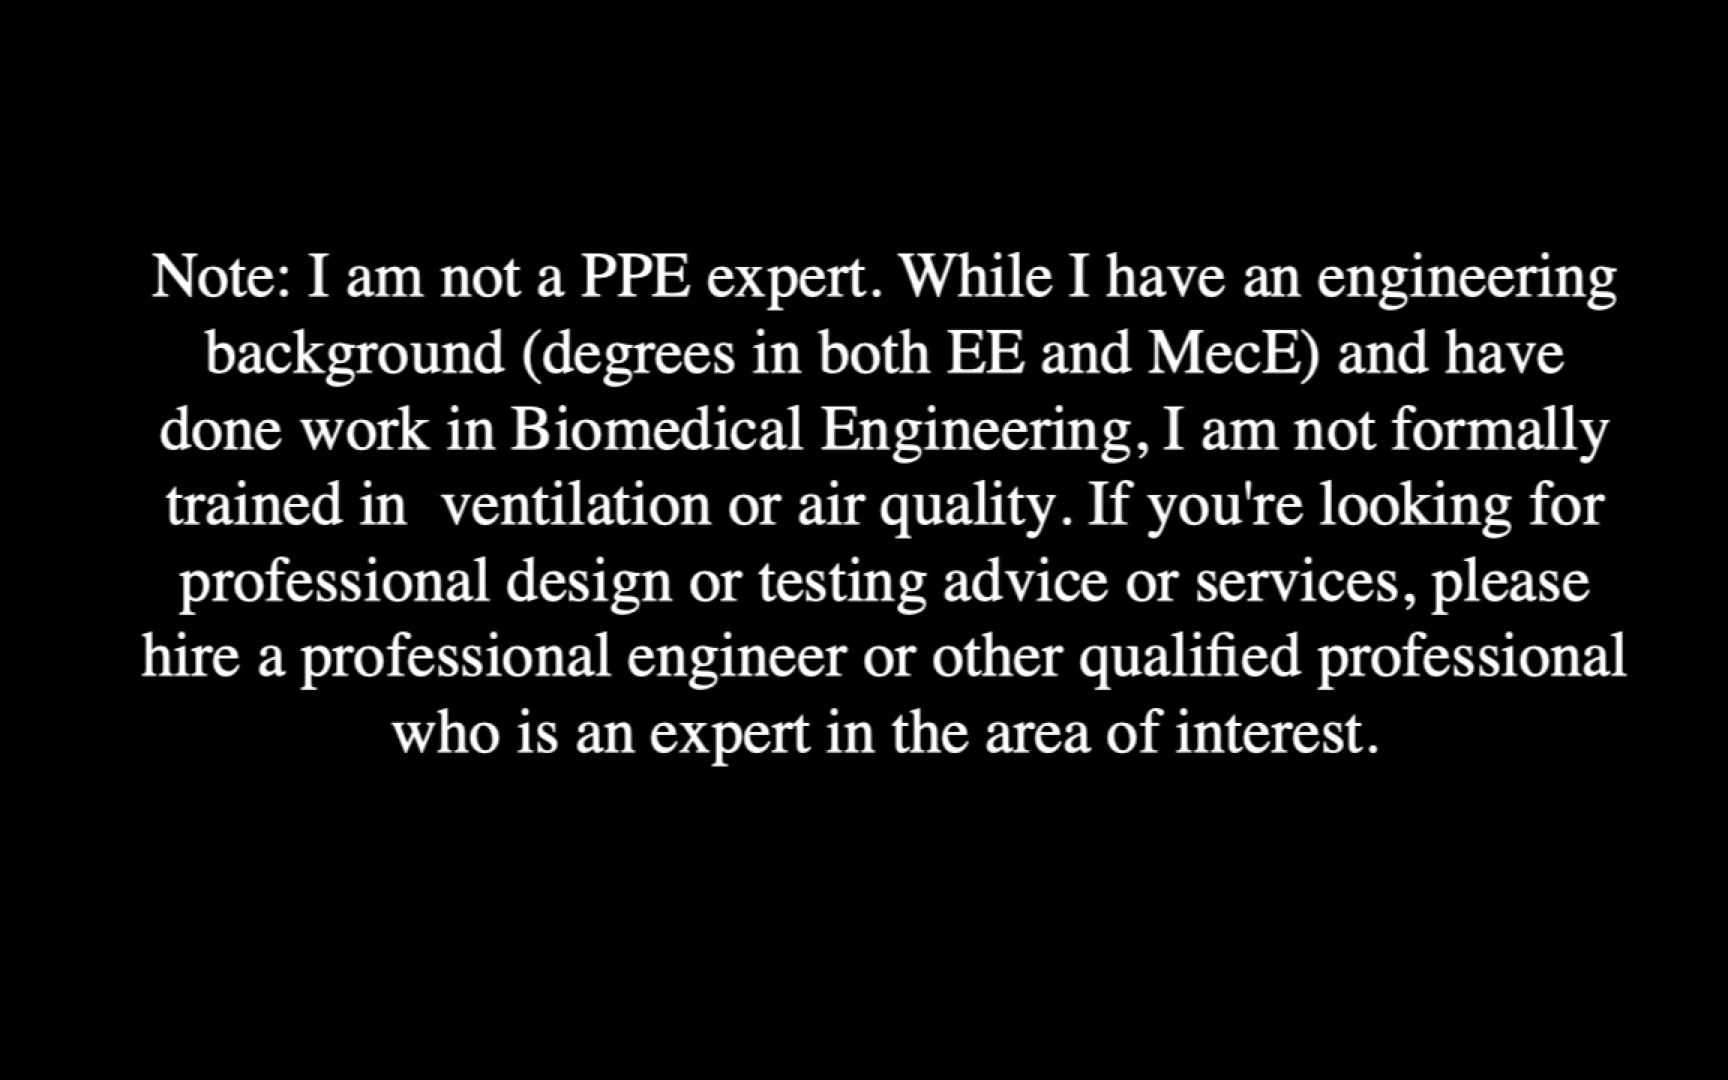 Note: I am not a PPE expert. While I have an engineering
background (degrees in both EE and MecE) and have
done work in Biomedical Engineering, I am not formally
trained in  ventilation or air quality. If you're looking for
professional design or testing advice or services, please
hire a professional engineer or other qualified professional
who is an expert in the area of interest.